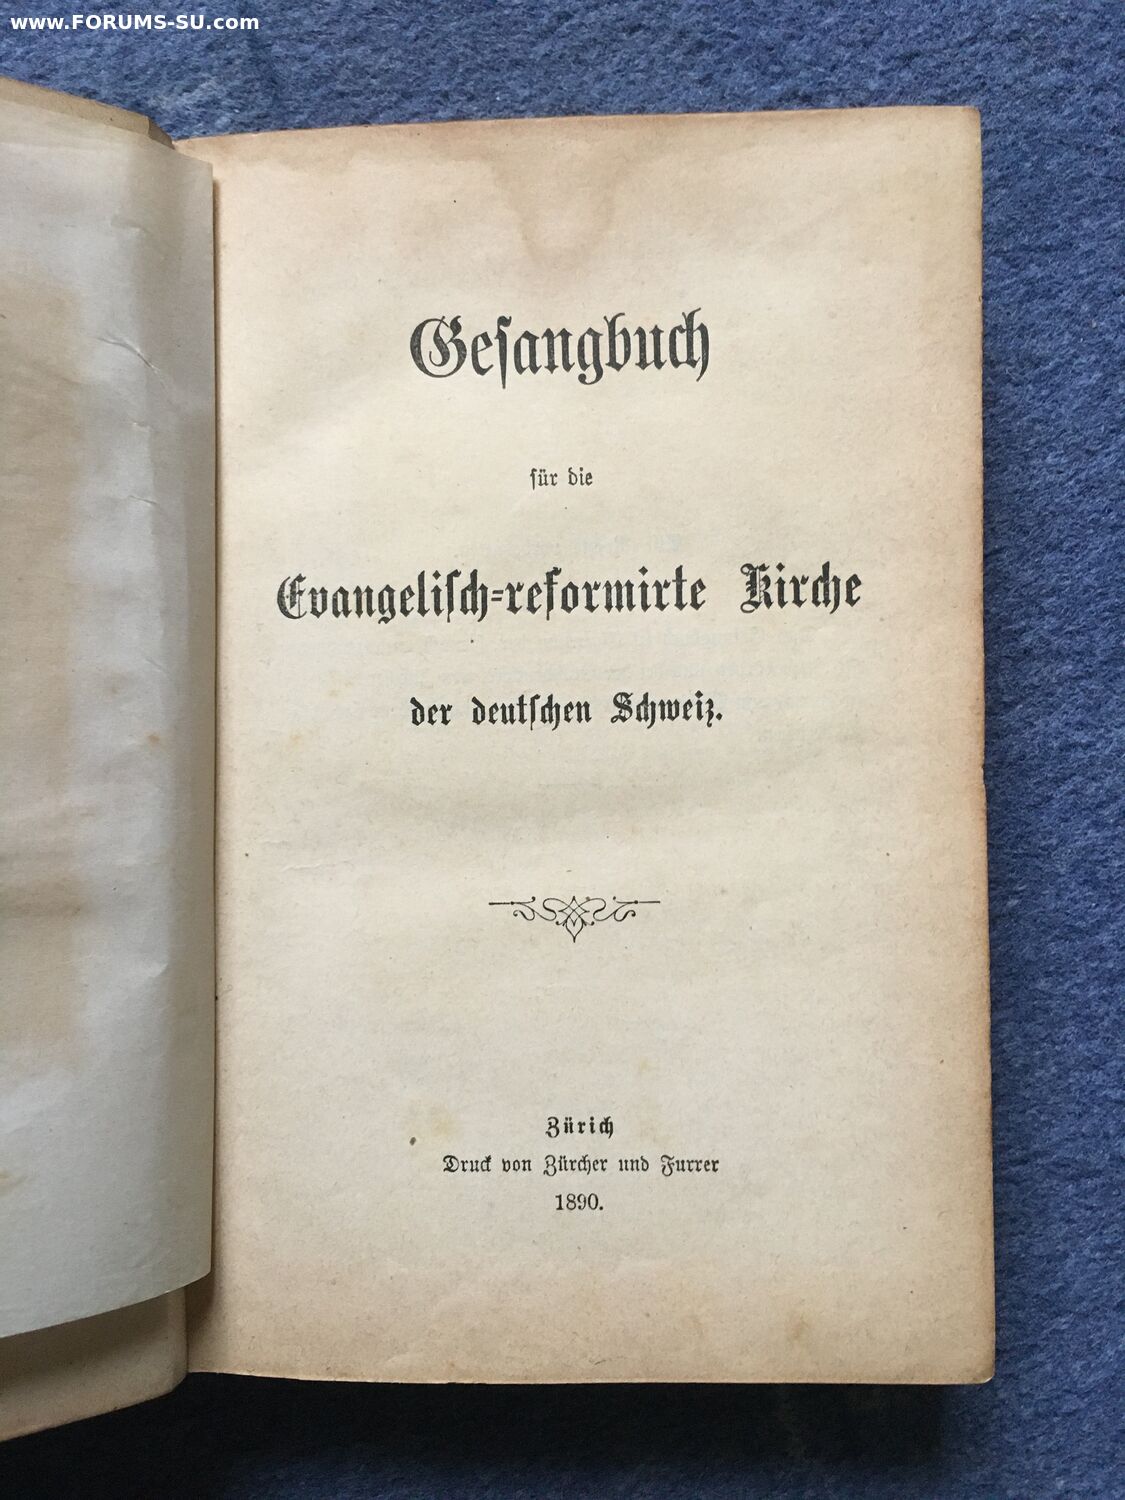 www.FORUMS-SU.com
Geſangbuch
für die
Evangeliſch=reformirte Kirche
der deutſchen Schweiz.
Zürich
Druck von Zürcher und Furrer
1890.